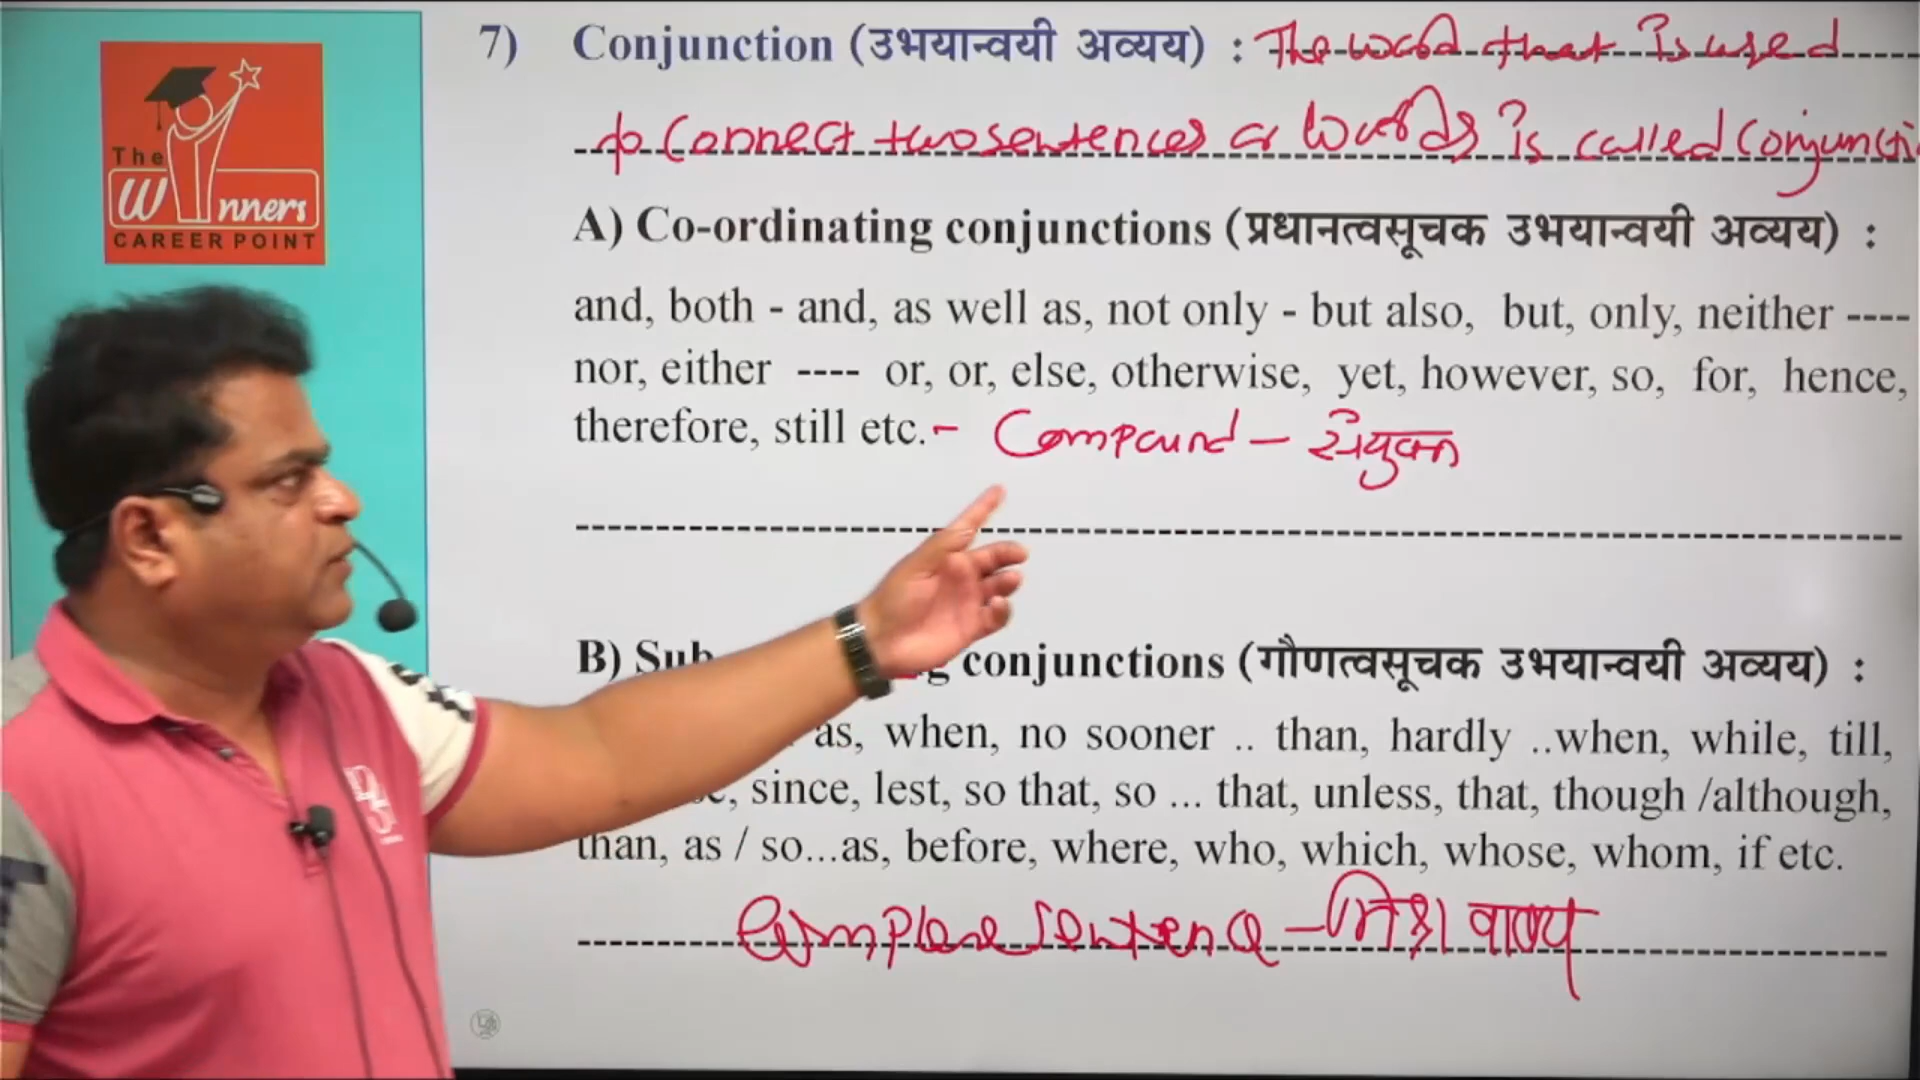 The
Winners
CAREER POINT
7) Conjunction (उभयान्वयी अव्यय) : The word that is used
to connect two sentences or words is called Conjuncti
A) Co-ordinating conjunctions (प्रधानत्वसूचक उभयान्वयी अव्यय) :
and, both - and, as well as, not only - but also, but, only, neither ----
nor, either ---- or, or, else, otherwise, yet, however, so, for, hence,
therefore, still etc. - Compound - संयुक्त
B) Sub g conjunctions (गौणत्वसूचक उभयान्वयी अव्यय) :
as, when, no sooner .. than, hardly ..when, while, till,
since, lest, so that, so ... that, unless, that, though /although,
than, as / so...as, before, where, who, which, whose, whom, if etc.
Complex sentence - मिश्र वाक्य